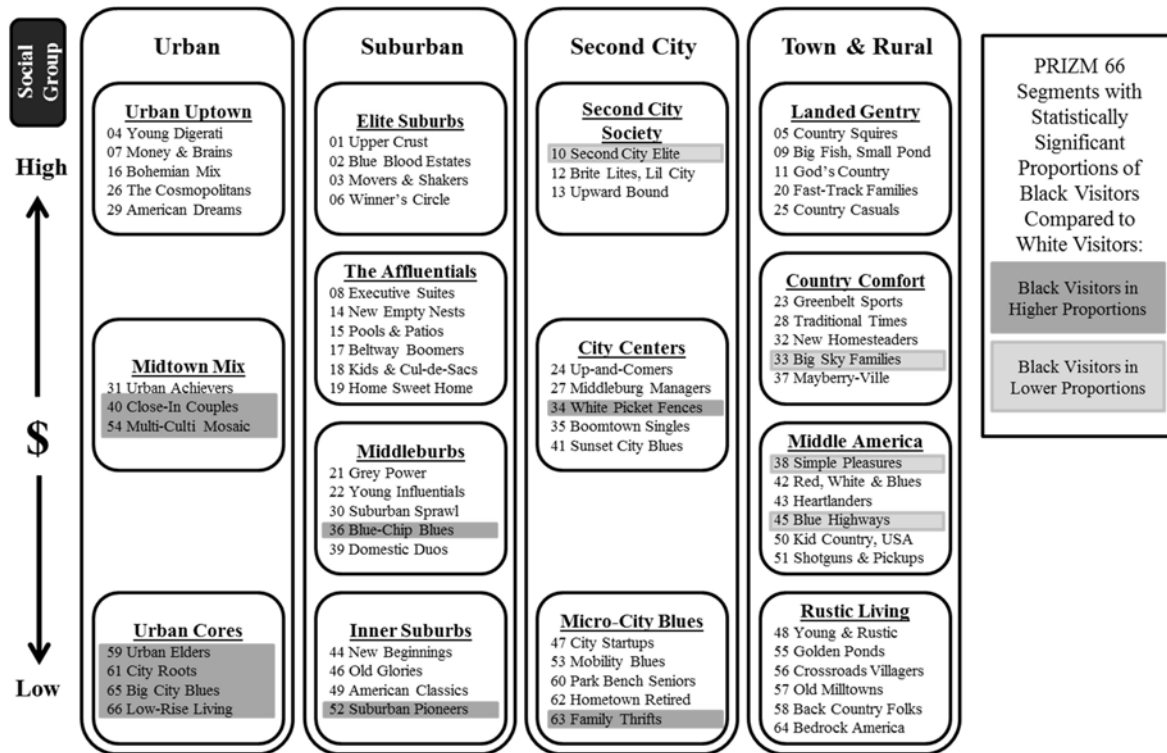 Social
Group
High
$
Low
Urban
Urban Uptown
04 Young Digerati
07 Money & Brains
16 Bohemian Mix
26 The Cosmopolitans
29 American Dreams
Midtown Mix
31 Urban Achievers
40 Close-In Couples
54 Multi-Culti Mosaic
Urban Cores
59 Urban Elders
61 City Roots
65 Big City Blues
66 Low-Rise Living
Suburban
Elite Suburbs
01 Upper Crust
02 Blue Blood Estates
03 Movers & Shakers
06 Winner's Circle
The Affluentials
08 Executive Suites
14 New Empty Nests
15 Pools & Patios
17 Beltway Boomers
18 Kids & Cul-de-Sacs
19 Home Sweet Home
Middleburbs
21 Grey Power
22 Young Influentials
30 Suburban Sprawl
36 Blue-Chip Blues
39 Domestic Duos
Inner Suburbs
44 New Beginnings
46 Old Glories
49 American Classics
52 Suburban Pioneers
Second City
Second City
Society
10 Second City Elite
12 Brite Lites, Lil City
13 Upward Bound
City Centers
24 Up-and-Comers
27 Middleburg Managers
34 White Picket Fences
35 Boomtown Singles
41 Sunset City Blues
Micro-City Blues
47 City Startups
53 Mobility Blues
60 Park Bench Seniors
62 Hometown Retired
63 Family Thrifts
Town & Rural
Landed Gentry
05 Country Squires
09 Big Fish, Small Pond
11 God's Country
20 Fast-Track Families
25 Country Casuals
Country Comfort
23 Greenbelt Sports
28 Traditional Times
32 New Homesteaders
33 Big Sky Families
37 Mayberry-Ville
Middle America
38 Simple Pleasures
42 Red, White & Blues
43 Heartlanders
45 Blue Highways
50 Kid Country, USA
51 Shotguns & Pickups
Rustic Living
48 Young & Rustic
55 Golden Ponds
56 Crossroads Villagers
57 Old Milltowns
58 Back Country Folks
64 Bedrock America
PRIZM 66
Segments with
Statistically
Significant
Proportions of
Black Visitors
Compared to
White Visitors:
Black Visitors in
Higher Proportions
Black Visitors in
Lower Proportions